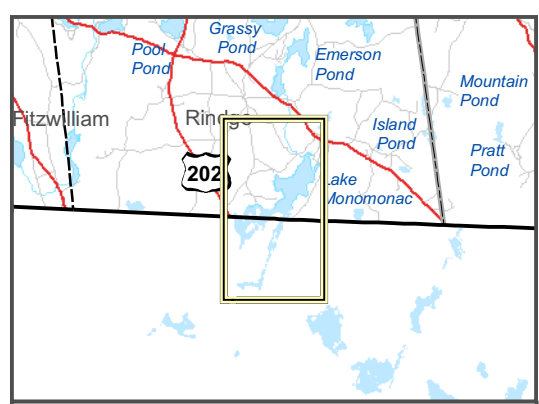 Grassy
Pond
Pool
Pond
Emerson
Pond
Mountain
Pond
Fitzwilliam
Rindge
Island
Pond
Pratt
Pond
202
Lake
Monomonac